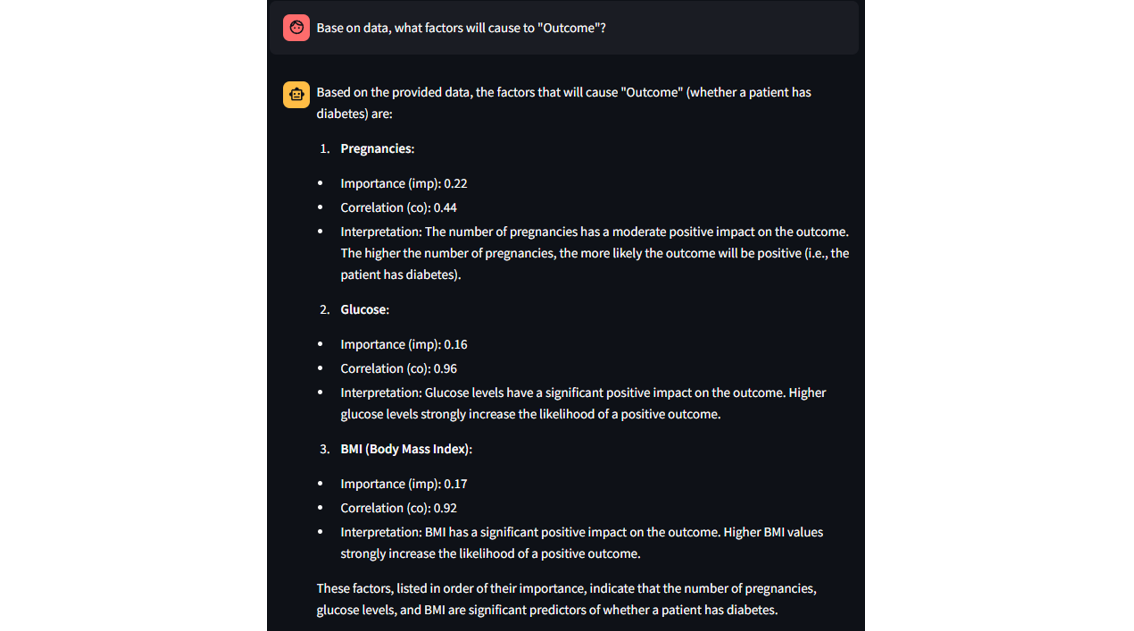 Base on data, what factors will cause to "Outcome"?
Based on the provided data, the factors that will cause "Outcome" (whether a patient has
diabetes) are:
1. Pregnancies:
• Importance (imp): 0.22
• Correlation (co): 0.44
• Interpretation: The number of pregnancies has a moderate positive impact on the outcome.
The higher the number of pregnancies, the more likely the outcome will be positive (i.e., the
patient has diabetes).
2. Glucose:
• Importance (imp): 0.16
• Correlation (co): 0.96
• Interpretation: Glucose levels have a significant positive impact on the outcome. Higher
glucose levels strongly increase the likelihood of a positive outcome.
3. BMI (Body Mass Index):
• Importance (imp): 0.17
• Correlation (co): 0.92
• Interpretation: BMI has a significant positive impact on the outcome. Higher BMI values
strongly increase the likelihood of a positive outcome.
These factors, listed in order of their importance, indicate that the number of pregnancies,
glucose levels, and BMI are significant predictors of whether a patient has diabetes.